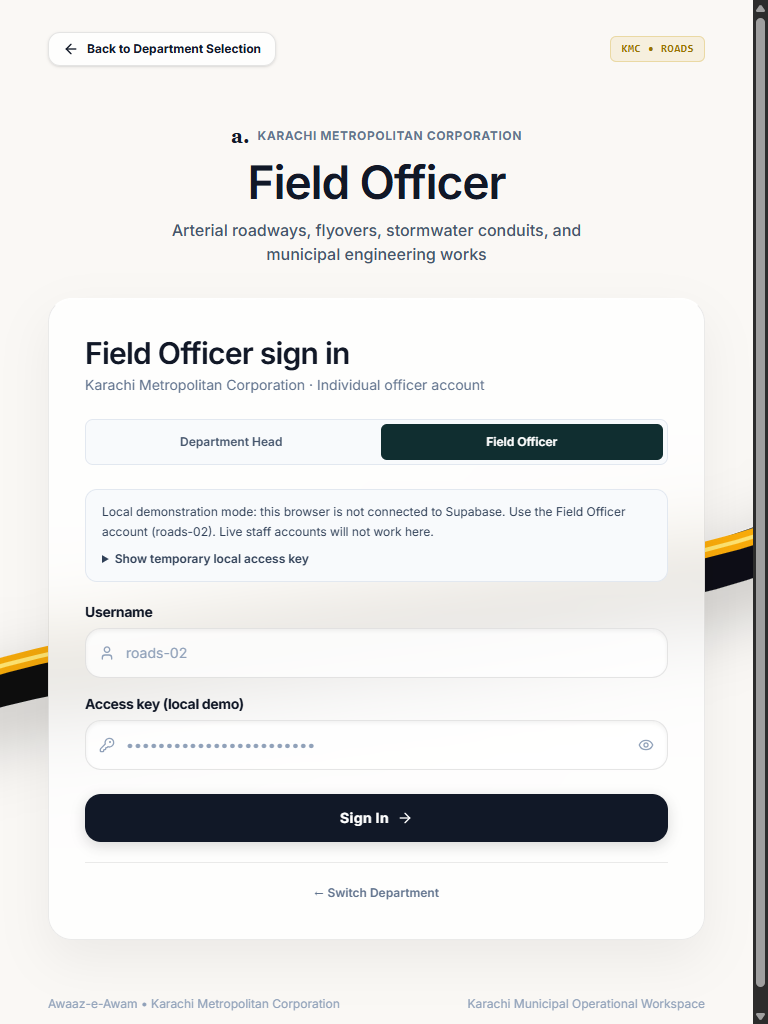 ← Back to Department Selection
KMC • ROADS
a. KARACHI METROPOLITAN CORPORATION
Field Officer
Arterial roadways, flyovers, stormwater conduits, and
municipal engineering works
Field Officer sign in
Karachi Metropolitan Corporation · Individual officer account
Department Head
Field Officer
Local demonstration mode: this browser is not connected to Supabase. Use the Field Officer
account (roads-02). Live staff accounts will not work here.
▶ Show temporary local access key
Username
roads-02
Access key (local demo)
••••••••••••••••••••••••
Sign In →
← Switch Department
Awaaz-e-Awam • Karachi Metropolitan Corporation
Karachi Municipal Operational Workspace